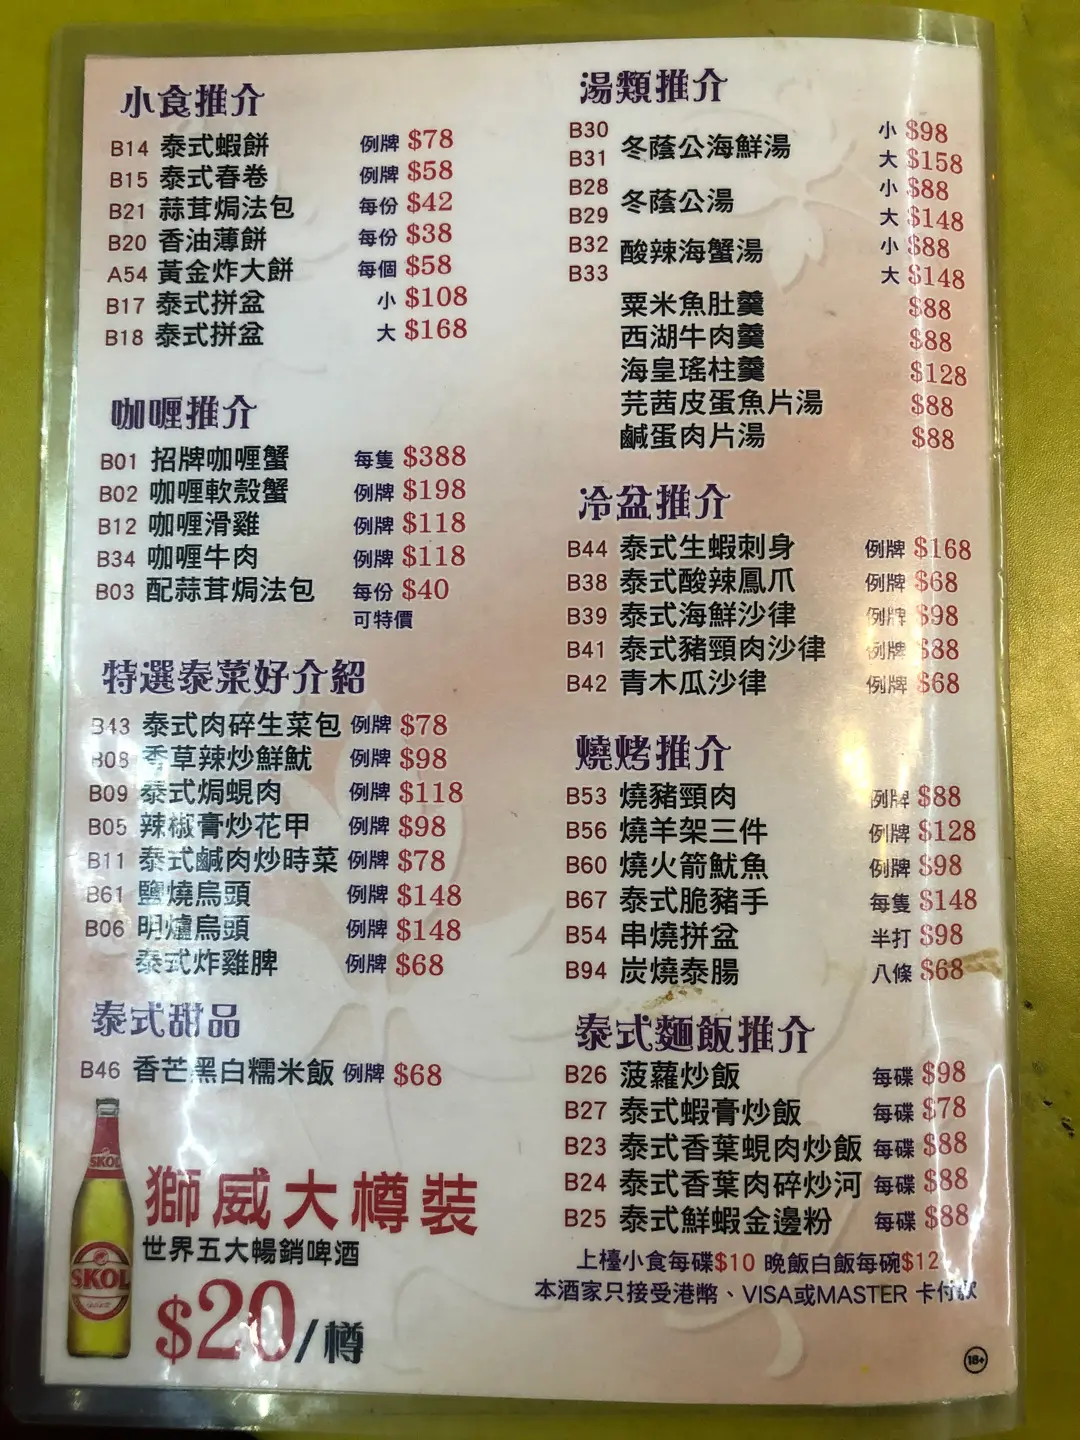 小食推介
B14 泰式蝦餅 例牌 $78
B15 泰式春卷 例牌 $58
B21 蒜茸焗法包 每份 $42
B20 香油薄餅 每份 $38
A54 黃金炸大餅 每個 $58
B17 泰式拼盆 小 $108
B18 泰式拼盆 大 $168
咖喱推介
B01 招牌咖喱蟹 每隻 $388
B02 咖喱軟殼蟹 例牌 $198
B12 咖喱滑雞 例牌 $118
B34 咖喱牛肉 例牌 $118
B03 配蒜茸焗法包 每份 $40
可特價
特選泰菜好介紹
B43 泰式肉碎生菜包 例牌 $78
B08 香草辣炒鮮魷 例牌 $98
B09 泰式焗蜆肉 例牌 $118
B05 辣椒膏炒花甲 例牌 $98
B11 泰式鹹肉炒時菜 例牌 $78
B61 鹽燒烏頭 例牌 $148
B06 明爐烏頭 例牌 $148
泰式炸雞脾 例牌 $68
泰式甜品
B46 香芒黑白糯米飯 例牌 $68
SKOL
SKOL
獅威大樽裝
世界五大暢銷啤酒
$20/樽
湯類推介
B30 小 $98
冬蔭公海鮮湯
B31 大 $158
B28 小 $88
冬蔭公湯
B29 大 $148
B32 小 $88
酸辣海蟹湯
B33 大 $148
粟米魚肚羹 $88
西湖牛肉羹 $88
海皇瑤柱羹 $128
芫茜皮蛋魚片湯 $88
鹹蛋肉片湯 $88
冷盆推介
B44 泰式生蝦刺身 例牌 $168
B38 泰式酸辣鳳爪 例牌 $68
B39 泰式海鮮沙律 例牌 $98
B41 泰式豬頸肉沙律 例牌 $88
B42 青木瓜沙律 例牌 $68
燒烤推介
B53 燒豬頸肉 例牌 $88
B56 燒羊架三件 例牌 $128
B60 燒火箭魷魚 例牌 $98
B67 泰式脆豬手 每隻 $148
B54 串燒拼盆 半打 $98
B94 炭燒泰腸 八條 $68
泰式麵飯推介
B26 菠蘿炒飯 每碟 $98
B27 泰式蝦膏炒飯 每碟 $78
B23 泰式香葉蜆肉炒飯 每碟 $88
B24 泰式香葉肉碎炒河 每碟 $88
B25 泰式鮮蝦金邊粉 每碟 $88
上檯小食每碟$10 晚飯白飯每碗$12
本酒家只接受港幣、VISA或MASTER 卡付款
18+